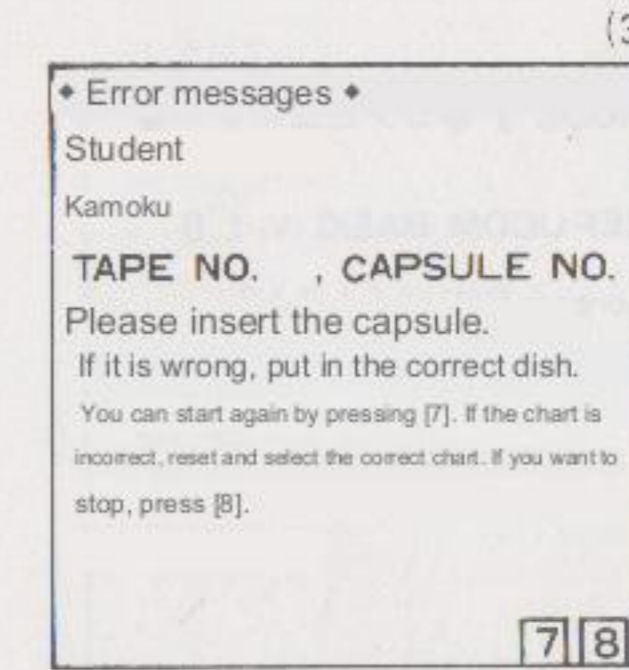 (3
◆ Error messages ◆
Student
Kamoku
TAPE NO. , CAPSULE NO.
Please insert the capsule.
If it is wrong, put in the correct dish.
You can start again by pressing [7]. If the chart is
incorrect, reset and select the correct chart. If you want to
stop, press [8].
7 8